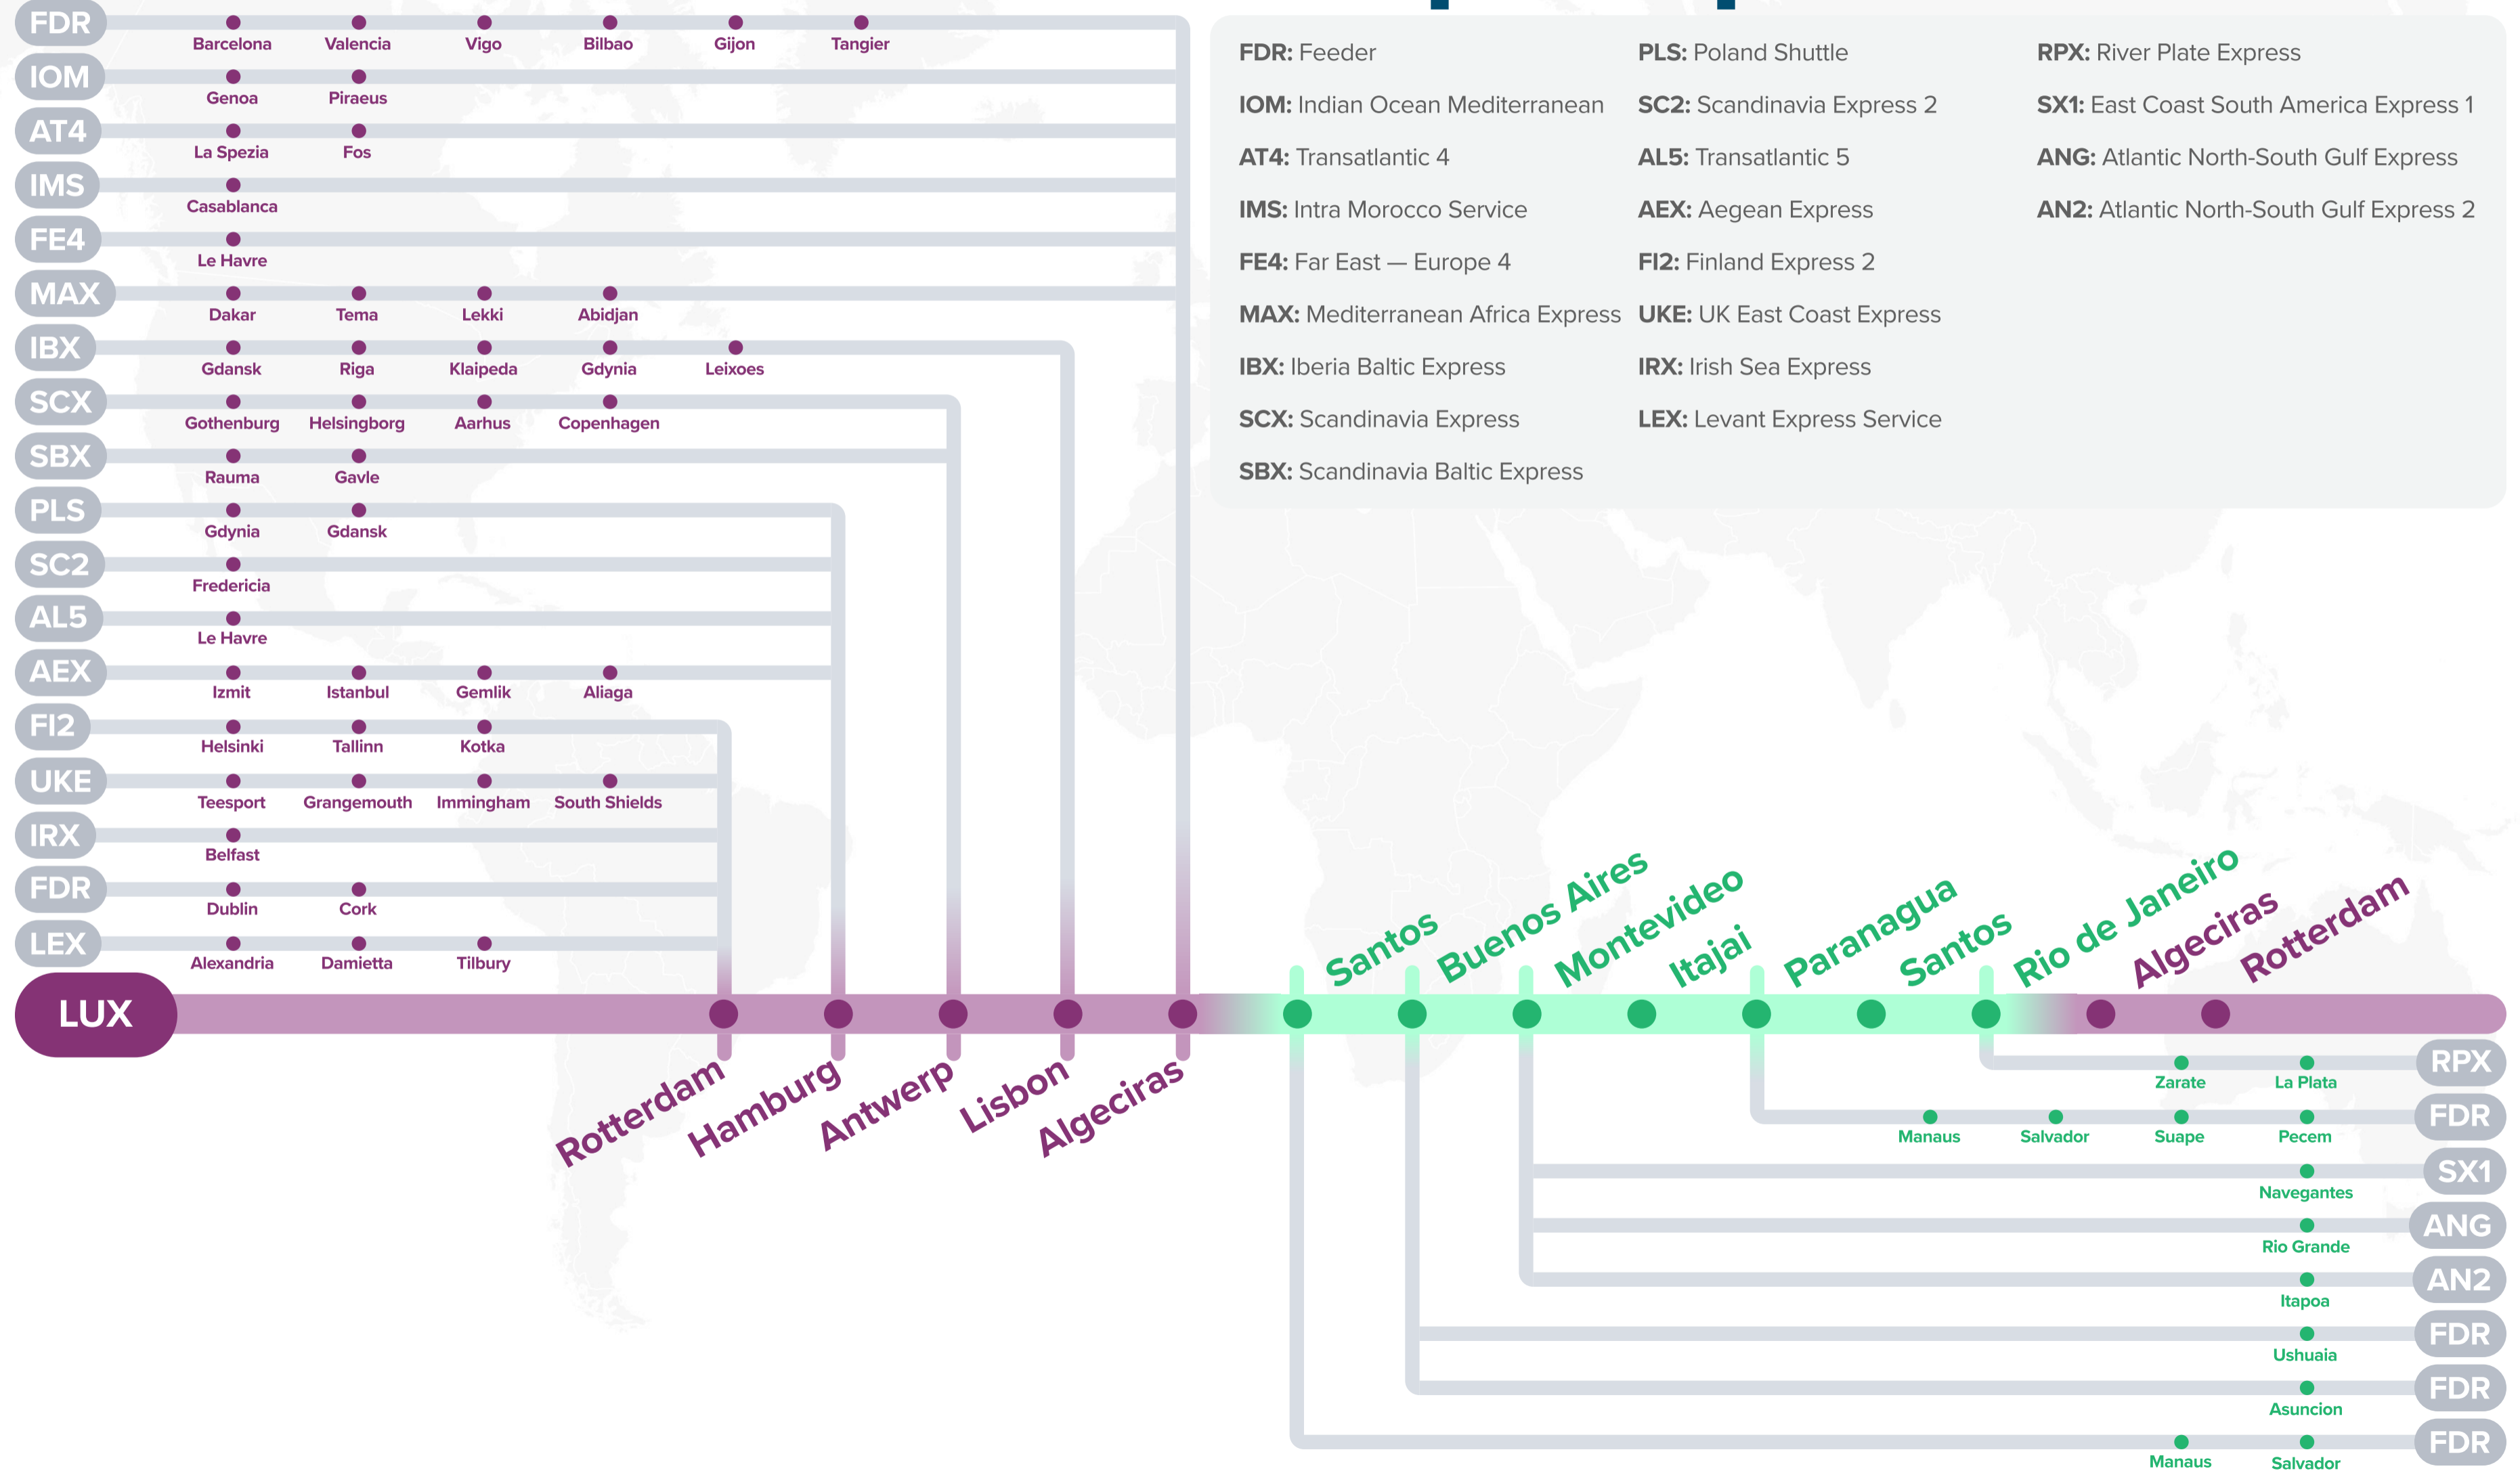 FDR
Barcelona Valencia Vigo Bilbao Gijon Tangier
IOM
Genoa Piraeus
AT4
La Spezia Fos
IMS
Casablanca
FE4
Le Havre
MAX
Dakar Tema Lekki Abidjan
IBX
Gdansk Riga Klaipeda Gdynia Leixoes
SCX
Gothenburg Helsingborg Aarhus Copenhagen
SBX
Rauma Gavle
PLS
Gdynia Gdansk
SC2
Fredericia
AL5
Le Havre
AEX
Izmit Istanbul Gemlik Aliaga
FI2
Helsinki Tallinn Kotka
UKE
Teesport Grangemouth Immingham South Shields
IRX
Belfast
FDR
Dublin Cork
LEX
Alexandria Damietta Tilbury
FDR: Feeder
IOM: Indian Ocean Mediterranean
AT4: Transatlantic 4
IMS: Intra Morocco Service
FE4: Far East — Europe 4
MAX: Mediterranean Africa Express
IBX: Iberia Baltic Express
SCX: Scandinavia Express
SBX: Scandinavia Baltic Express
PLS: Poland Shuttle
SC2: Scandinavia Express 2
AL5: Transatlantic 5
AEX: Aegean Express
FI2: Finland Express 2
UKE: UK East Coast Express
IRX: Irish Sea Express
LEX: Levant Express Service
RPX: River Plate Express
SX1: East Coast South America Express 1
ANG: Atlantic North-South Gulf Express
AN2: Atlantic North-South Gulf Express 2
LUX
Rotterdam
Hamburg
Antwerp
Lisbon
Algeciras
Santos
Buenos Aires
Montevideo
Itajai
Paranagua
Santos
Rio de Janeiro
Algeciras
Rotterdam
RPX
Zarate La Plata
FDR
Manaus Salvador Suape Pecem
SX1
Navegantes
ANG
Rio Grande
AN2
Itapoa
FDR
Ushuaia
FDR
Asuncion
FDR
Manaus Salvador